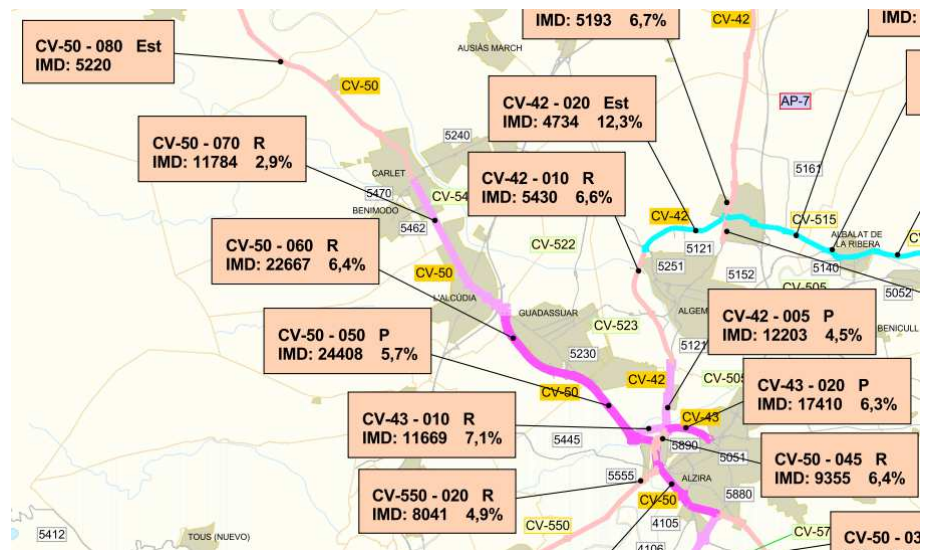 IMD: 5193 6,7%
CV-42
IMD:
CV-50 - 080 Est
IMD: 5220
AUSIÀS MARCH
CV-50
CV-42 - 020 Est
IMD: 4734 12,3%
AP-7
CV-50 - 070 R
IMD: 11784 2,9%
5240
5161
CARLET
CV-42 - 010 R
IMD: 5430 6,6%
5470
CV-54
BENIMODO
CV-42
CV-515
5462
ALBALAT DE
LA RIBERA
CV-50 - 060 R
IMD: 22667 6,4%
CV-522
5121
5251
5152
5140
CV-50
CV-505
5052
L'ALCÚDIA
GUADASSUAR
ALGEM
CV-42 - 005 P
IMD: 12203 4,5%
CV-523
BENICULL
CV-50 - 050 P
IMD: 24408 5,7%
5230
5121
CV-42
CV-505
CV-50
CV-43 - 020 P
IMD: 17410 6,3%
CV-43 - 010 R
IMD: 11669 7,1%
CV-43
5445
5890
5051
CV-50 - 045 R
IMD: 9355 6,4%
5555
ALZIRA
CV-550 - 020 R
IMD: 8041 4,9%
CV-50
5880
CV-550
4105
CV-57
5412
TOUS (NUEVO)
4106
CV-50 - 03